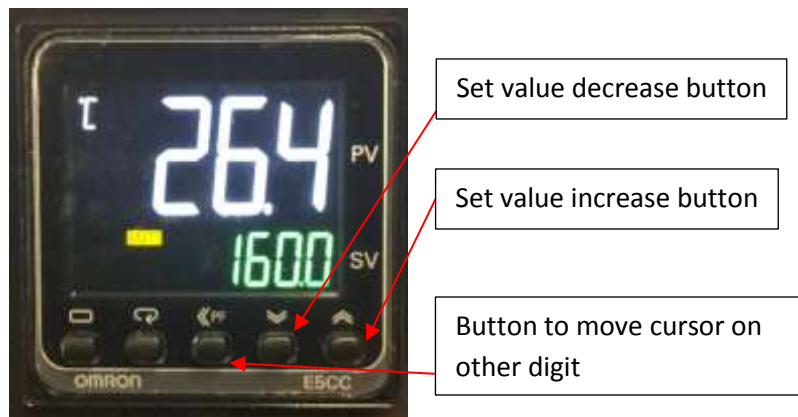 ℃
26.4
PV
160.0
SV
PF
OMRON
E5CC
Set value decrease button
Set value increase button
Button to move cursor on
other digit